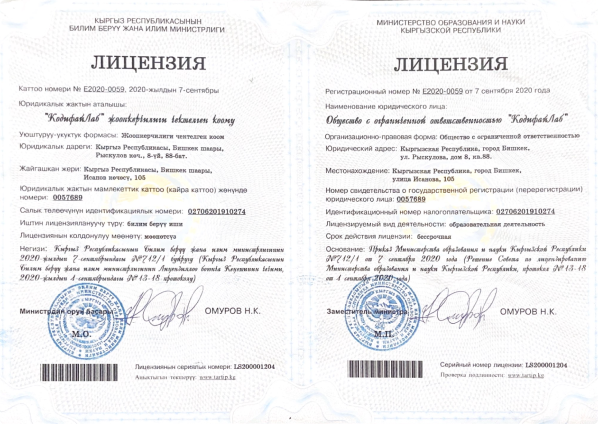 КЫРГЫЗ РЕСПУБЛИКАСЫНЫН
БИЛИМ БЕРҮҮ ЖАНА ИЛИМ МИНИСТРЛИГИ
ЛИЦЕНЗИЯ
Каттоо номери № E2020-0059, 2020-жылдын 7-сентябры
Юридикалык жактын аталышы:
"КодифайЛаб" жоопкерчилиги чектелген коому
Уюштуруу-укуктук формасы: Жоопкерчилиги чектелген коом
Юридикалык дареги: Кыргыз Республикасы, Бишкек шаары,
Рыскулов көч., 8-үй, 88-бат.
Жайгашкан жери: Кыргыз Республикасы, Бишкек шаары,
Исанов көчөсү, 105
Юридикалык жактын мамлекеттик каттоо (кайра каттоо) жөнүндө
номери: 0057689
Салык төлөөчүнүн идентификациялык номери: 02706201910274
Иштин лицензиялануучу түрү: билим берүү иши
Лицензиянын колдонулуу мөөнөтү: мөөнөтсүз
Негизи: Кыргыз Республикасынын билим берүү жана илим министрлигинин
2020-жылдын 7-сентябындагы №712/1 буйругу (Кыргыз Республикасынын
билим берүү жана илим министрлигинин Лицензиялоо боюнча Кеңешинин чечими,
2020-жылдын 4-сентябындагы №13-18 протоколу)
Министрдин орун басары
ОМУРОВ Н.К.
М.О.
Лицензиянын сериялык номери: LS200001204
Аныктыгын текшерүү: www.tartip.kg
МИНИСТЕРСТВО ОБРАЗОВАНИЯ И НАУКИ
КЫРГЫЗСКОЙ РЕСПУБЛИКИ
ЛИЦЕНЗИЯ
Регистрационный номер № E2020-0059 от 7 сентября 2020 года
Наименование юридического лица:
Общество с ограниченной ответственностью "КодифайЛаб"
Организационно-правовая форма: Общество с ограниченной ответственностью
Юридический адрес: Кыргызская Республика, город Бишкек,
ул. Рыскулова, дом 8, кв.88.
Местонахождение: Кыргызская Республика, город Бишкек,
улица Исанова, 105
Номер свидетельства о государственной регистрации (перерегистрации)
юридического лица: 0057689
Идентификационный номер налогоплательщика: 02706201910274
Лицензируемый вид деятельности: образовательная деятельность
Срок действия лицензии: бессрочная
Основание: Приказ Министерства образования и науки Кыргызской Республики
№712/1 от 7 сентября 2020 года (Решение Совета по лицензированию
Министерства образования и науки Кыргызской Республики, протокол №13-18
от 4 сентября 2020 года)
Заместитель министра
ОМУРОВ Н.К.
М.П.
Серийный номер лицензии: LS200001204
Проверка подлинности: www.tartip.kg